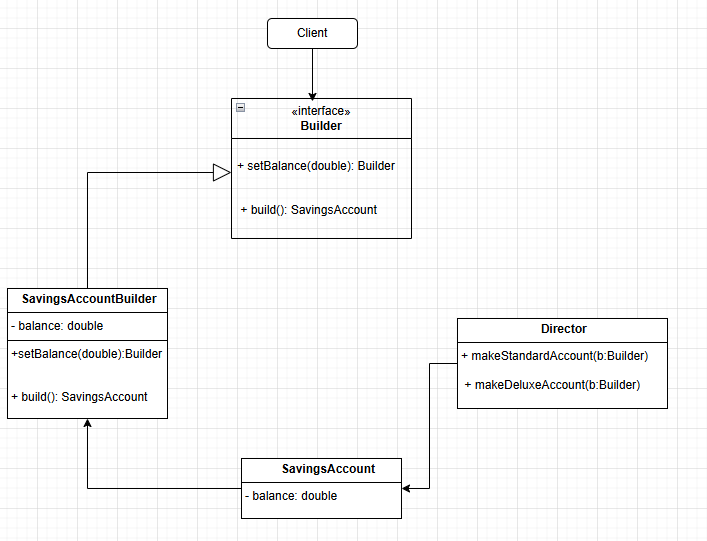 Client
«interface»
Builder
+ setBalance(double): Builder
+ build(): SavingsAccount
SavingsAccountBuilder
- balance: double
+setBalance(double):Builder
+ build(): SavingsAccount
Director
+ makeStandardAccount(b:Builder)
+ makeDeluxeAccount(b:Builder)
SavingsAccount
- balance: double